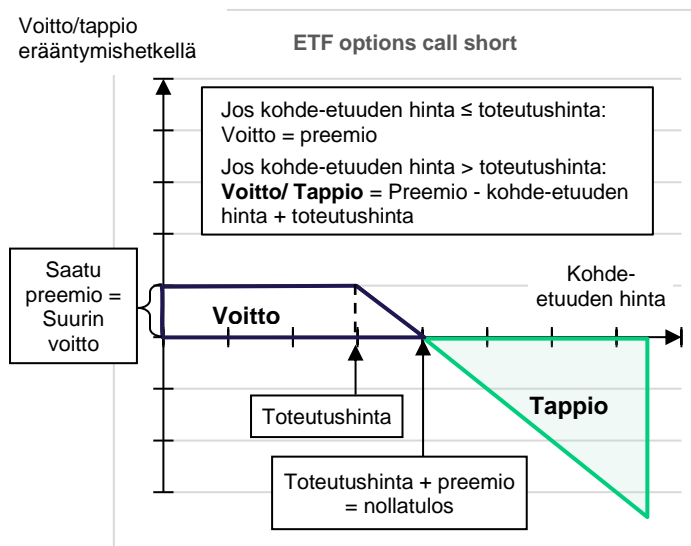 Voitto/tappio
erääntymishetkellä
ETF options call short
Jos kohde-etuuden hinta ≤ toteutushinta:
Voitto = preemio
Jos kohde-etuuden hinta > toteutushinta:
Voitto/ Tappio = Preemio - kohde-etuuden
hinta + toteutushinta
Saatu
preemio =
Suurin
voitto
Voitto
Kohde-
etuuden hinta
Toteutushinta
Tappio
Toteutushinta + preemio
= nollatulos